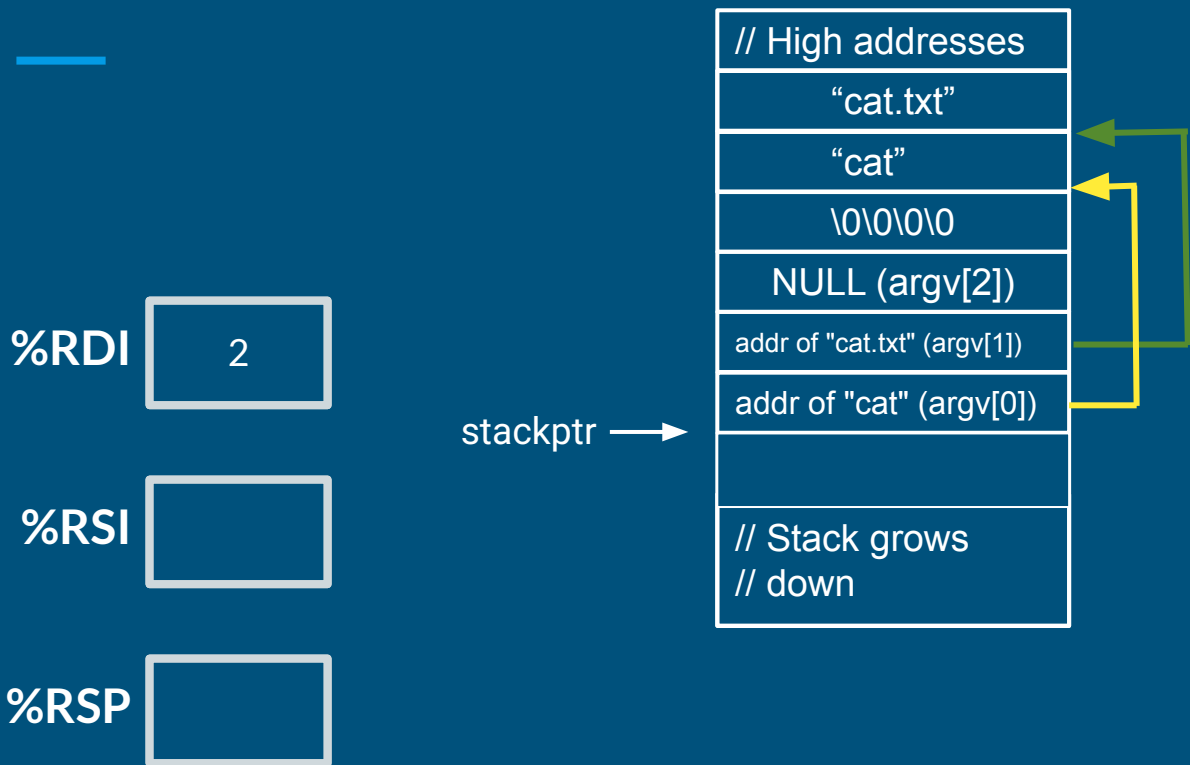 // High addresses
“cat.txt”
“cat”
\0\0\0\0
NULL (argv[2])
addr of "cat.txt" (argv[1])
addr of "cat" (argv[0])
// Stack grows
// down
stackptr
%RDI
2
%RSI
%RSP